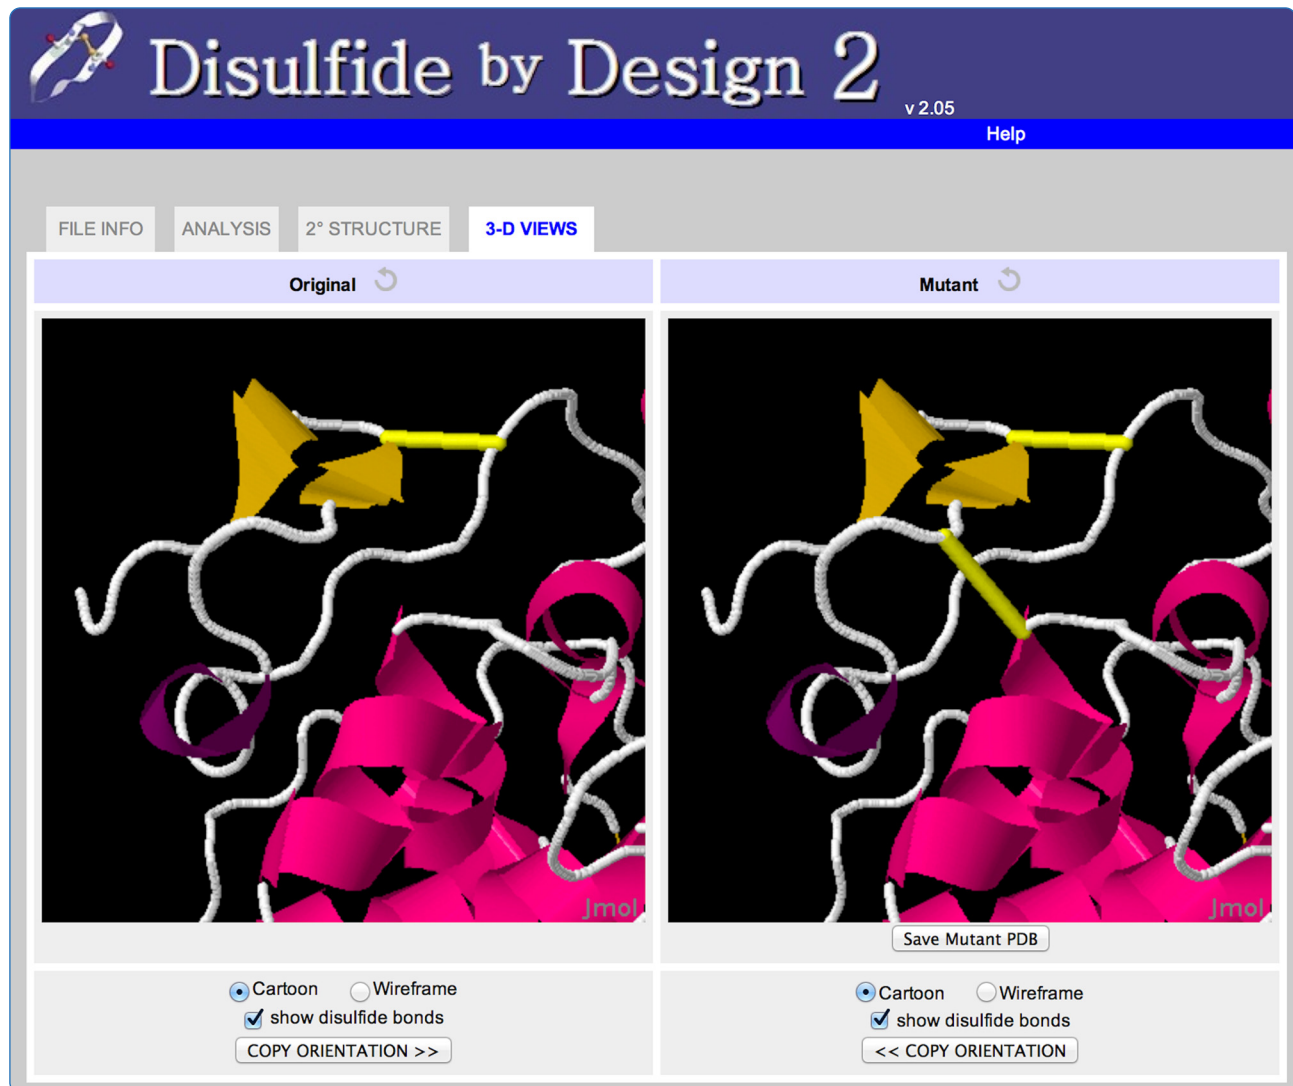 Disulfide by Design 2
v 2.05
Help
FILE INFO ANALYSIS 2° STRUCTURE 3-D VIEWS
Original Mutant
Jmol Jmol
Save Mutant PDB
Cartoon Wireframe Cartoon Wireframe
show disulfide bonds show disulfide bonds
COPY ORIENTATION >> << COPY ORIENTATION